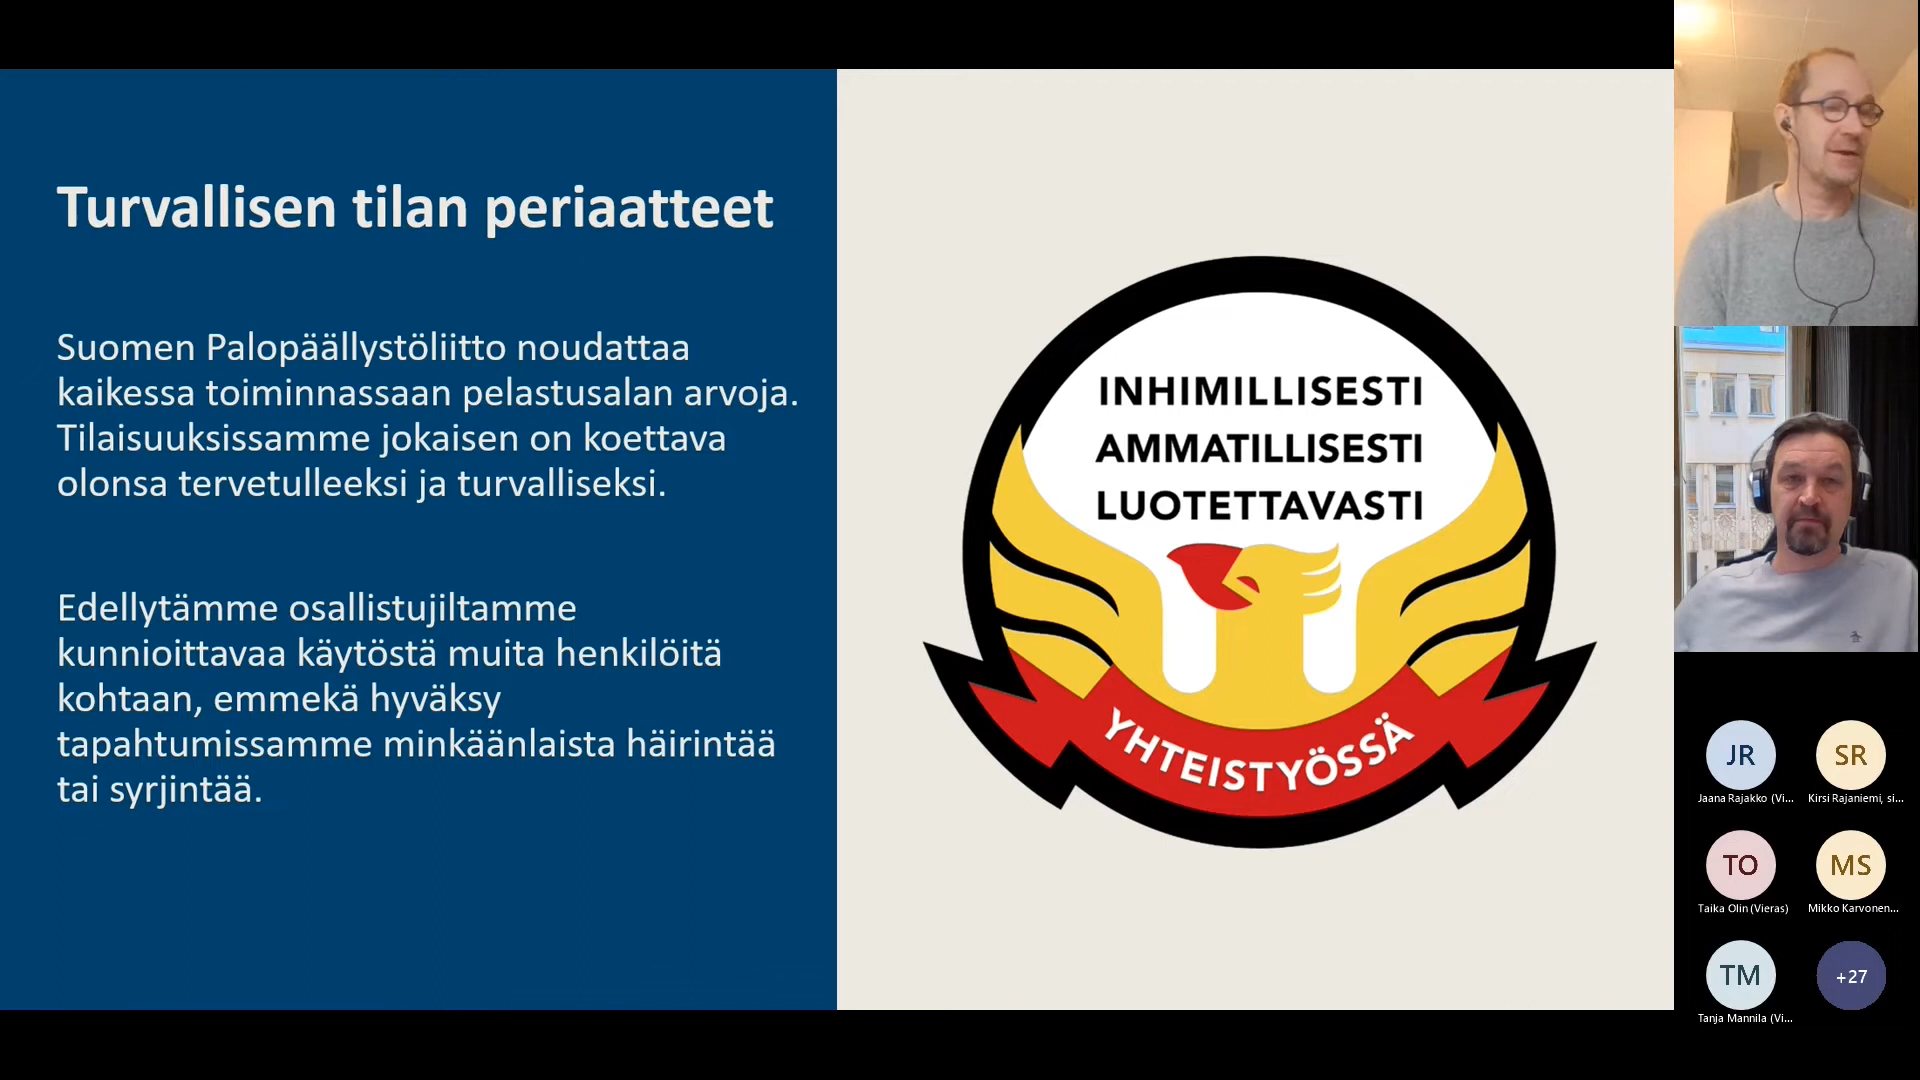 Turvallisen tilan periaatteet
Suomen Palopäällystöliitto noudattaa
kaikessa toiminnassaan pelastusalan arvoja.
Tilaisuuksissamme jokaisen on koettava
olonsa tervetulleeksi ja turvalliseksi.
Edellytämme osallistujiltamme
kunnioittavaa käytöstä muita henkilöitä
kohtaan, emmekä hyväksy
tapahtumissamme minkäänlaista häirintää
tai syrjintää.
INHIMILLISESTI
AMMATILLISESTI
LUOTETTAVASTI
YHTEISTYÖSSÄ
JR
Jaana Rajakko (Vi...
SR
Kirsi Rajaniemi, si...
TO
Taika Olin (Vieras)
MS
Mikko Karvonen...
TM
Tanja Mannila (Vi...
+27